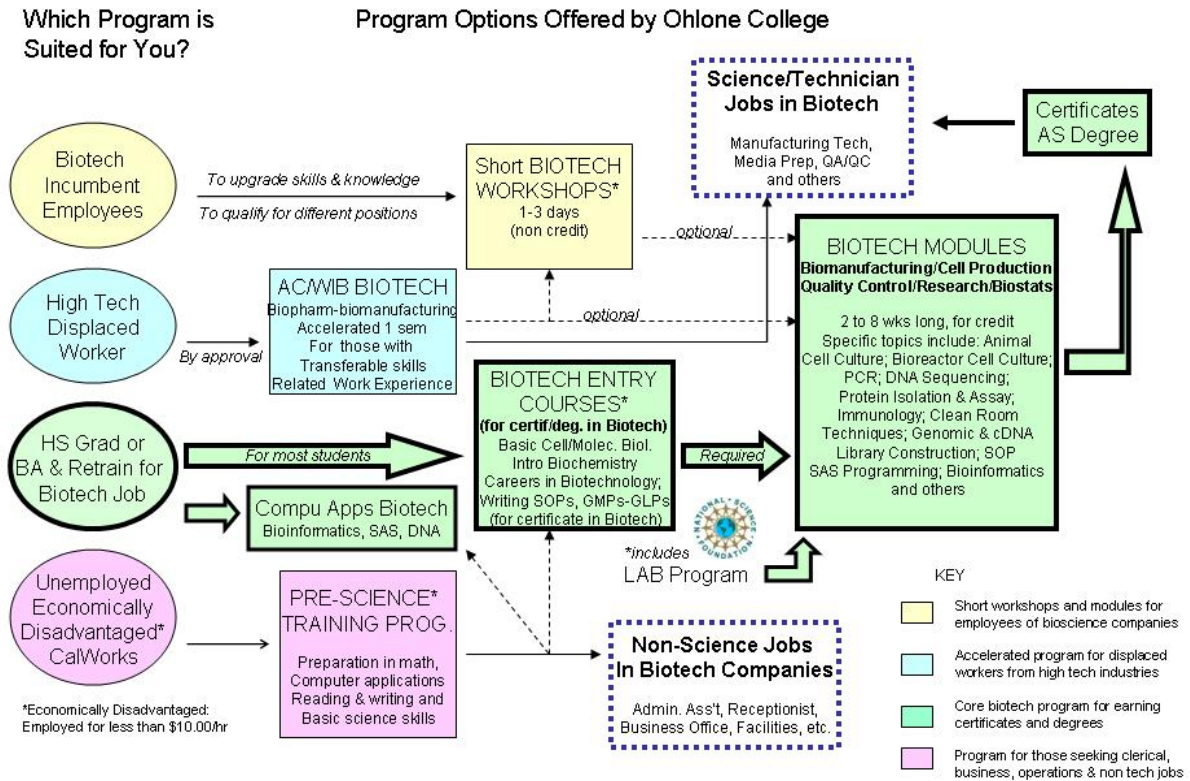 Which Program is
Suited for You?
Program Options Offered by Ohlone College
Science/Technician
Jobs in Biotech
Manufacturing Tech,
Media Prep, QA/QC
and others
Certificates
AS Degree
Biotech
Incumbent
Employees
To upgrade skills & knowledge
To qualify for different positions
Short BIOTECH
WORKSHOPS*
1-3 days
(non credit)
optional
BIOTECH MODULES
Biomanufacturing/Cell Production
Quality Control/Research/Biostats
2 to 8 wks long, for credit
Specific topics include: Animal
Cell Culture; Bioreactor Cell Culture;
PCR; DNA Sequencing;
Protein Isolation & Assay;
Immunology; Clean Room
Techniques; Genomic & cDNA
Library Construction; SOP
SAS Programming; Bioinformatics
and others
High Tech
Displaced
Worker
By approval
AC/WIB BIOTECH
Biopharm-biomanufacturing
Accelerated 1 sem
For those with
Transferable skills
Related Work Experience
optional
HS Grad or
BA & Retrain for
Biotech Job
For most students
BIOTECH ENTRY
COURSES*
(for certif/deg. in Biotech)
Basic Cell/Molec. Biol.
Intro Biochemistry
Careers in Biotechnology;
Writing SOPs, GMPs-GLPs
(for certificate in Biotech)
Required
Compu Apps Biotech
Bioinformatics, SAS, DNA
NATIONAL SCIENCE
FOUNDATION
*includes
LAB Program
Unemployed
Economically
Disadvantaged*
CalWorks
PRE-SCIENCE*
TRAINING PROG.
Preparation in math,
Computer applications
Reading & writing and
Basic science skills
Non-Science Jobs
In Biotech Companies
Admin. Ass't, Receptionist,
Business Office, Facilities, etc.
*Economically Disadvantaged:
Employed for less than $10.00/hr
KEY
Short workshops and modules for
employees of bioscience companies
Accelerated program for displaced
workers from high tech industries
Core biotech program for earning
certificates and degrees
Program for those seeking clerical,
business, operations & non tech jobs